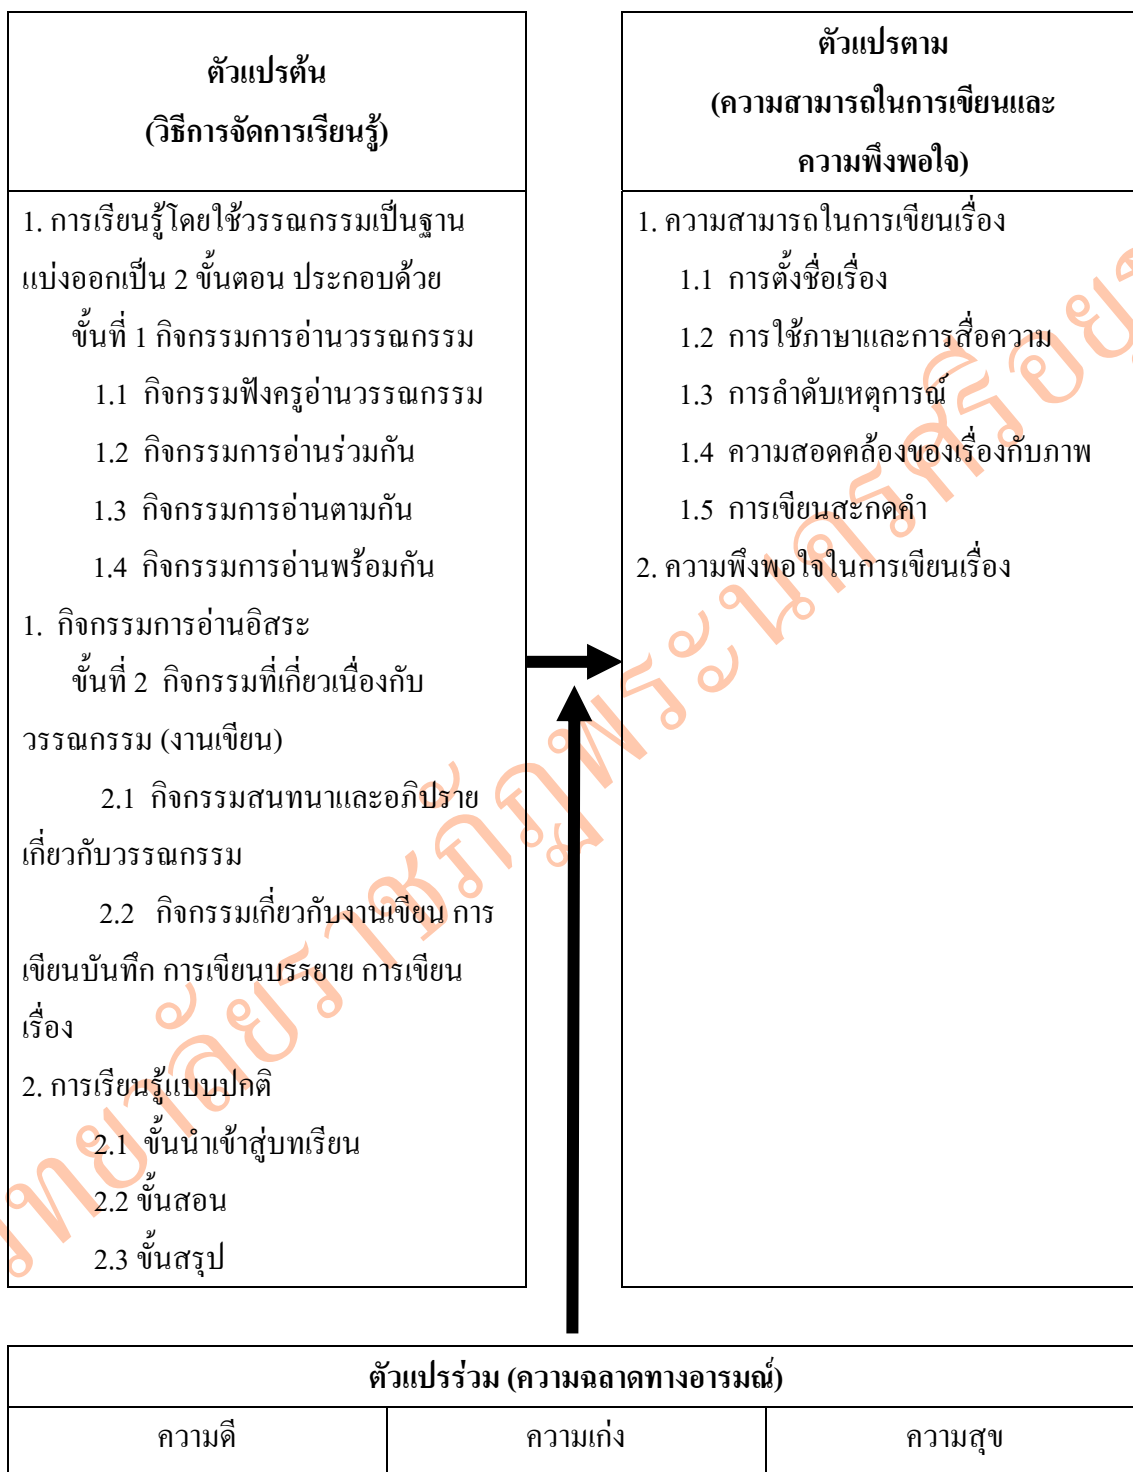 ตัวแปรต้น
(วิธีการจัดการเรียนรู้)
1. การเรียนรู้โดยใช้วรรณกรรมเป็นฐาน
แบ่งออกเป็น 2 ขั้นตอน ประกอบด้วย
ขั้นที่ 1 กิจกรรมการอ่านวรรณกรรม
1.1 กิจกรรมฟังครูอ่านวรรณกรรม
1.2 กิจกรรมการอ่านร่วมกัน
1.3 กิจกรรมการอ่านตามกัน
1.4 กิจกรรมการอ่านพร้อมกัน
1. กิจกรรมการอ่านอิสระ
ขั้นที่ 2 กิจกรรมที่เกี่ยวเนื่องกับ
วรรณกรรม (งานเขียน)
2.1 กิจกรรมสนทนาและอภิปราย
เกี่ยวกับวรรณกรรม
2.2 กิจกรรมเกี่ยวกับงานเขียน การ
เขียนบันทึก การเขียนบรรยาย การเขียน
เรื่อง
2. การเรียนรู้แบบปกติ
2.1 ขั้นนำเข้าสู่บทเรียน
2.2 ขั้นสอน
2.3 ขั้นสรุป
ตัวแปรตาม
(ความสามารถในการเขียนและ
ความพึงพอใจ)
1. ความสามารถในการเขียนเรื่อง
1.1 การตั้งชื่อเรื่อง
1.2 การใช้ภาษาและการสื่อความ
1.3 การลำดับเหตุการณ์
1.4 ความสอดคล้องของเรื่องกับภาพ
1.5 การเขียนสะกดคำ
2. ความพึงพอใจในการเขียนเรื่อง
ตัวแปรร่วม (ความฉลาดทางอารมณ์)
ความดี
ความเก่ง
ความสุข
วิทยาลัยราชภัฏพระนครศรีอยุ